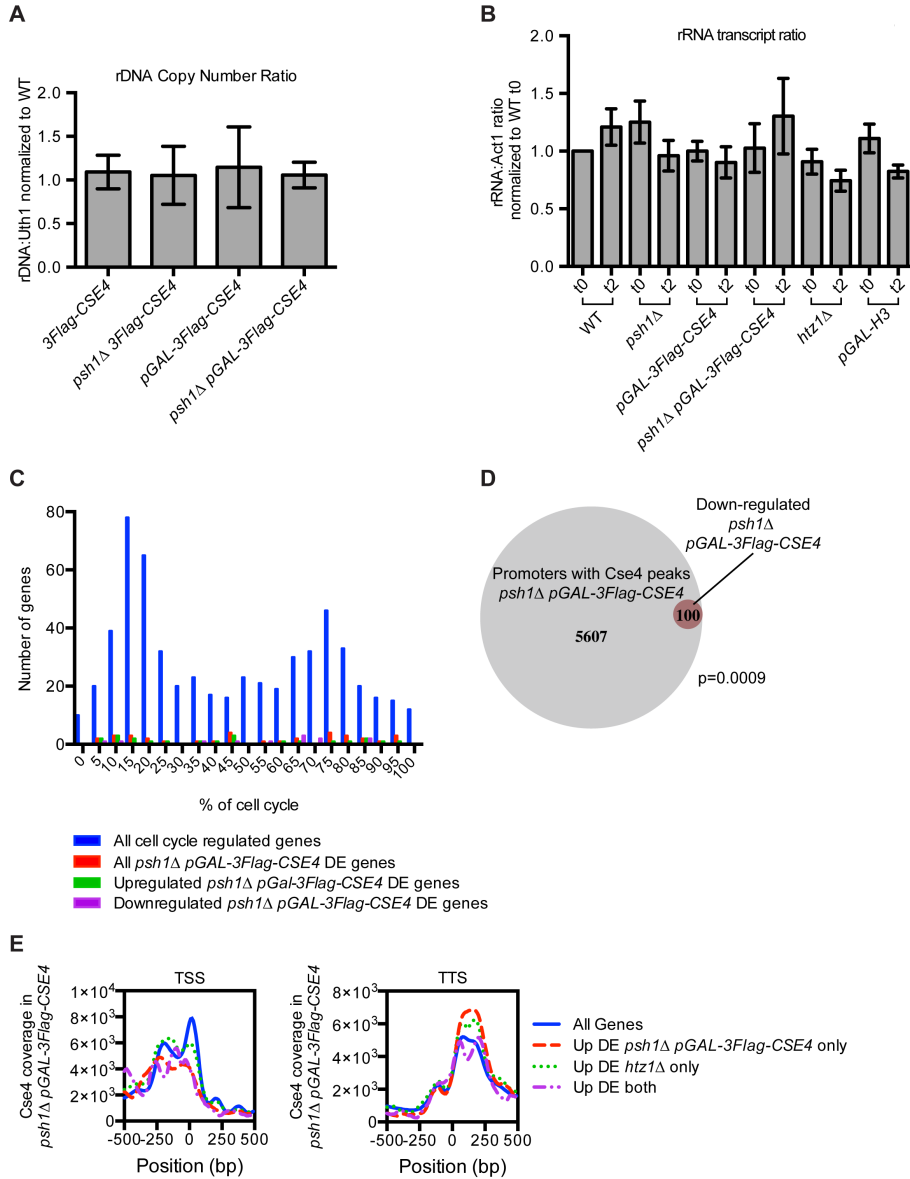 A
rDNA Copy Number Ratio
rDNA:Uth1 normalized to WT
2.0
1.5
1.0
0.5
0.0
3Flag-CSE4
psh1Δ 3Flag-CSE4
pGAL-3Flag-CSE4
psh1Δ pGAL-3Flag-CSE4
B
rRNA transcript ratio
rRNA:Act1 ratio
normalized to WT t0
2.0
1.5
1.0
0.5
0.0
t0 t2 t0 t2 t0 t2 t0 t2 t0 t2 t0 t2
WT
psh1Δ
pGAL-3Flag-CSE4
psh1Δ pGAL-3Flag-CSE4
htz1Δ
pGAL-H3
C
Number of genes
80
60
40
20
0
0 5 10 15 20 25 30 35 40 45 50 55 60 65 70 75 80 85 90 95 100
% of cell cycle
All cell cycle regulated genes
All psh1Δ pGAL-3Flag-CSE4 DE genes
Upregulated psh1Δ pGal-3Flag-CSE4 DE genes
Downregulated psh1Δ pGAL-3Flag-CSE4 DE genes
D
Down-regulated
psh1Δ
pGAL-3Flag-CSE4
Promoters with Cse4 peaks
psh1Δ pGAL-3Flag-CSE4
100
5607
p=0.0009
E
TSS
Cse4 coverage in
psh1Δ pGAL-3Flag-CSE4
1×10⁴
8×10³
6×10³
4×10³
2×10³
0
-500 -250 0 250 500
Position (bp)
TTS
Cse4 coverage in
psh1Δ pGAL-3Flag-CSE4
8×10³
6×10³
4×10³
2×10³
0
-500 -250 0 250 500
Position (bp)
All Genes
Up DE psh1Δ pGAL-3Flag-CSE4 only
Up DE htz1Δ only
Up DE both